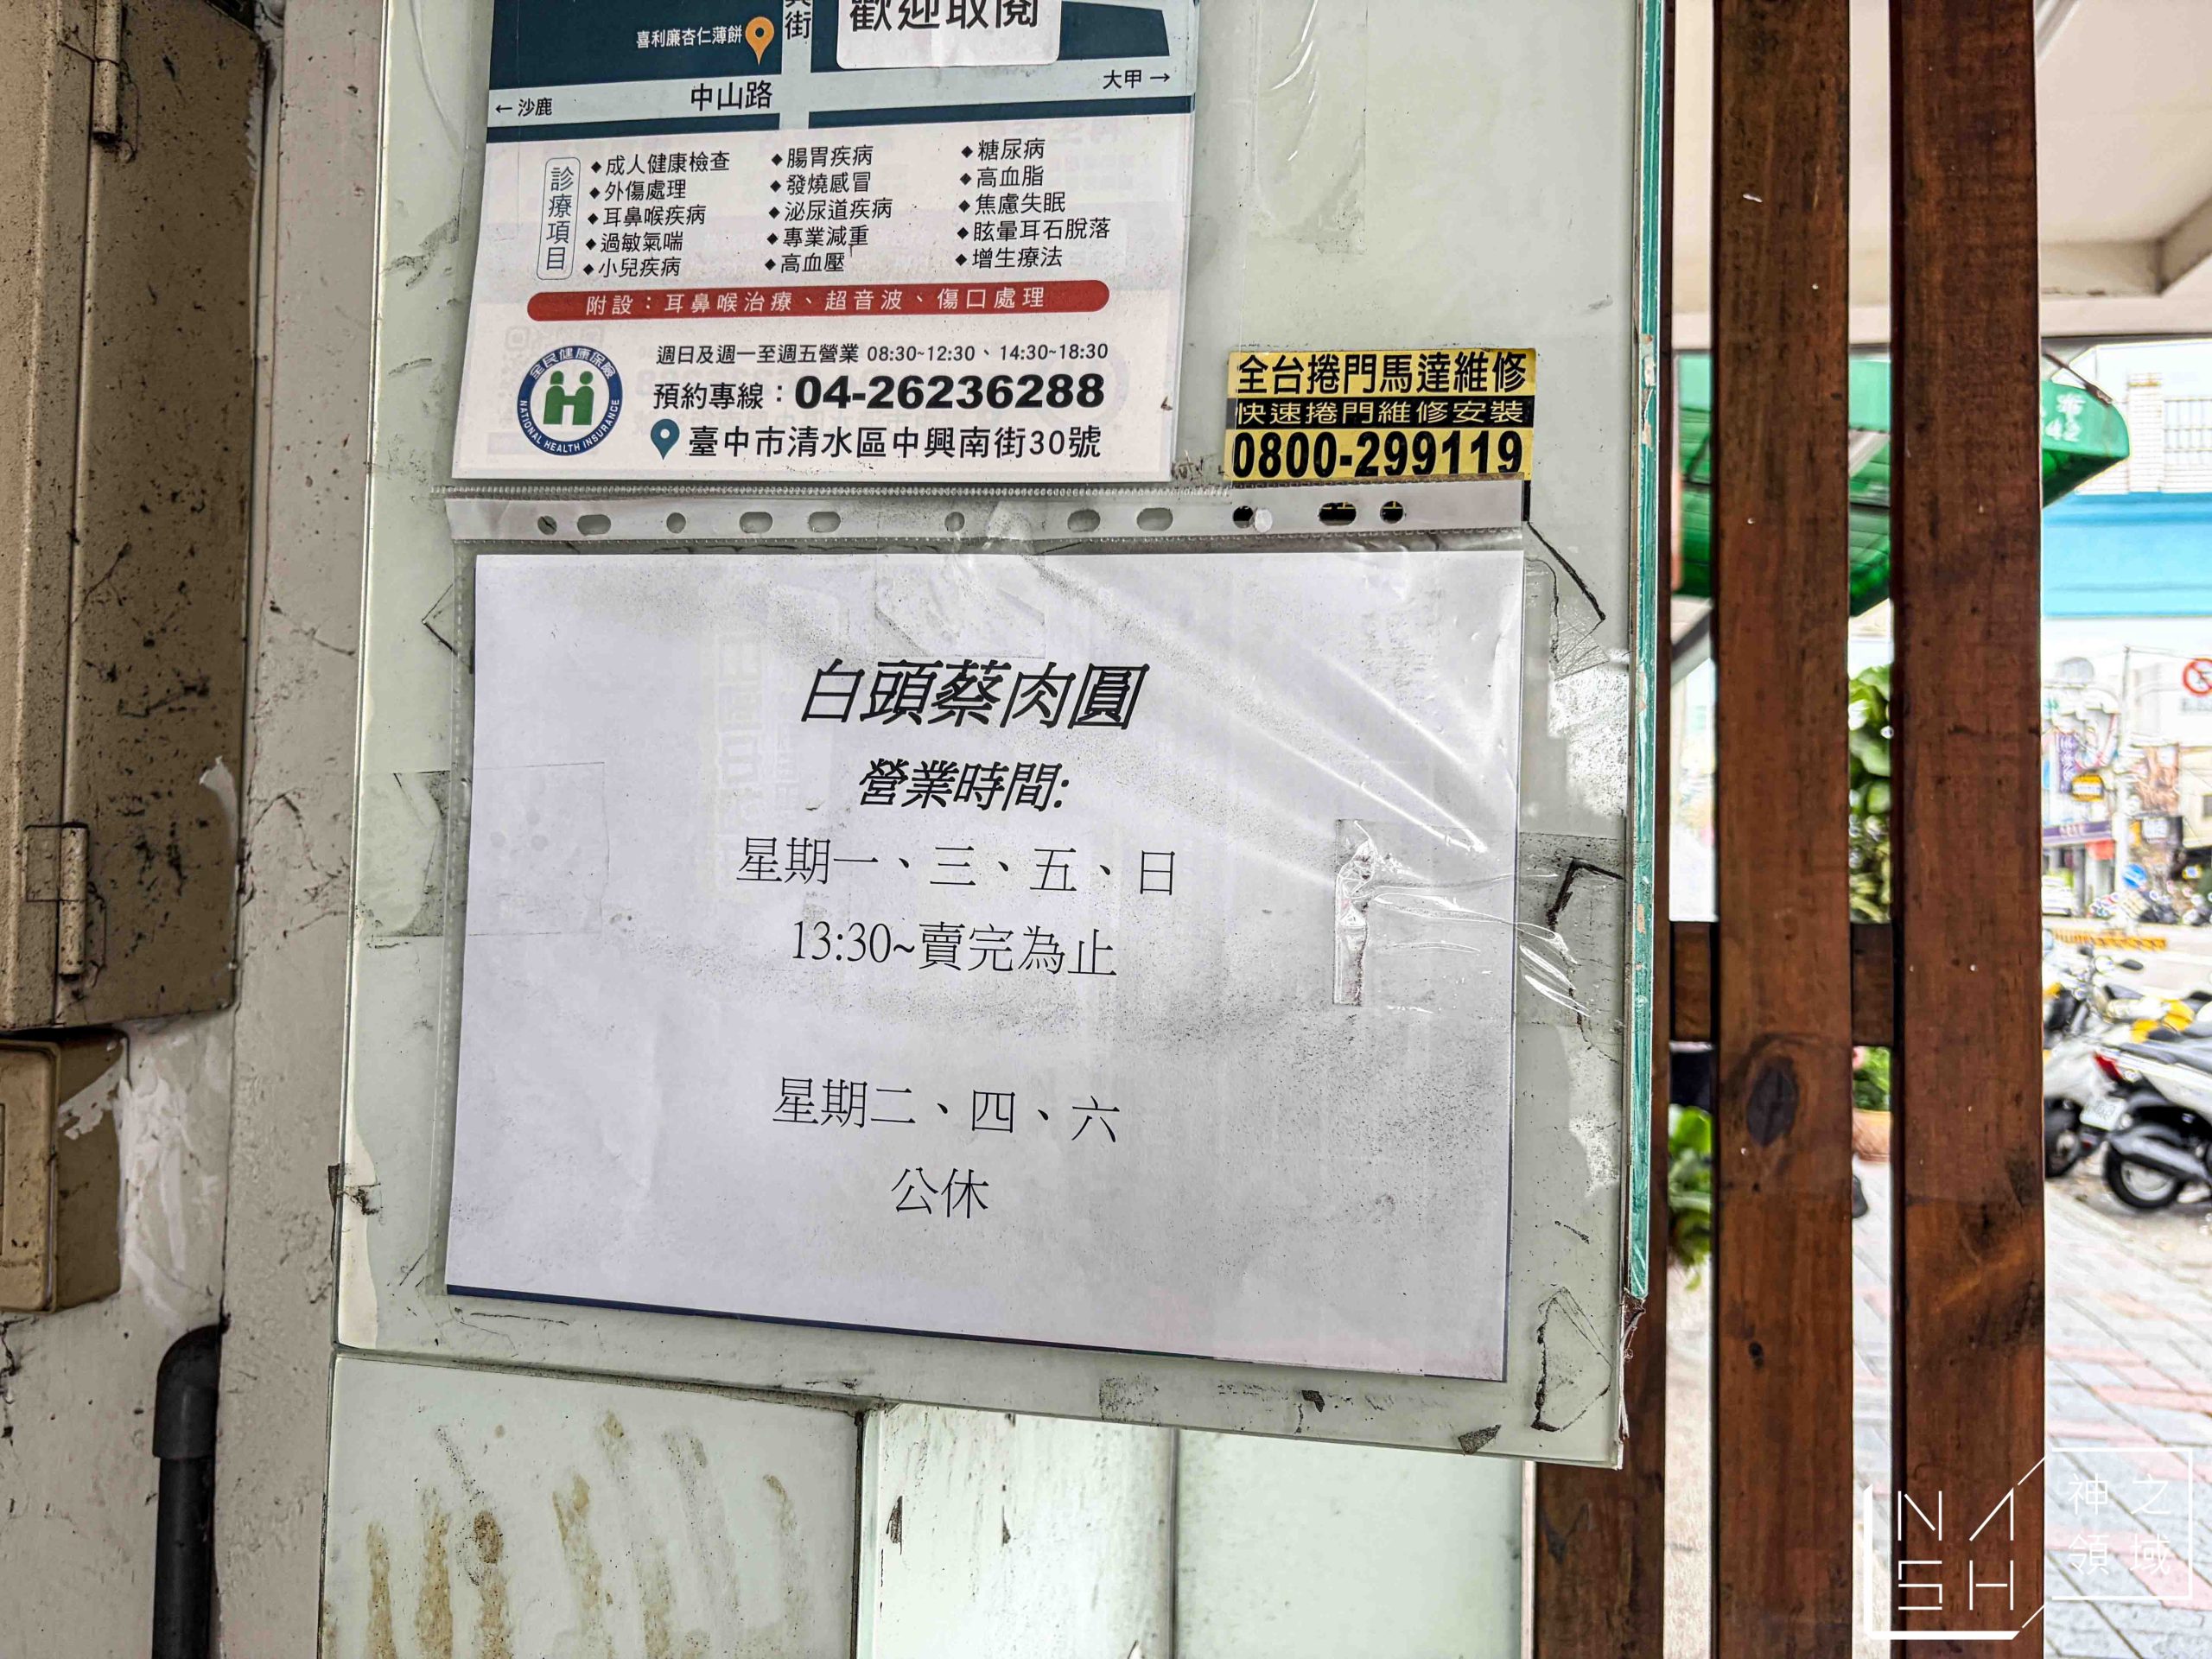 歡迎取閱
街
喜利廉杏仁薄餅
中山路
← 沙鹿
大甲 →
診療項目
◆成人健康檢查
◆外傷處理
◆耳鼻喉疾病
◆過敏氣喘
◆小兒疾病
◆腸胃疾病
◆發燒感冒
◆泌尿道疾病
◆專業減重
◆高血壓
◆糖尿病
◆高血脂
◆焦慮失眠
◆眩暈耳石脫落
◆增生療法
附設：耳鼻喉治療、超音波、傷口處理
全民健康保險
NATIONAL HEALTH INSURANCE
週日及週一至週五營業 08:30~12:30、14:30~18:30
預約專線：04-26236288
臺中市清水區中興南街30號
全台捲門馬達維修
快速捲門維修安裝
0800-299119
白頭蔡肉圓
營業時間:
星期一、三、五、日
13:30~賣完為止
星期二、四、六
公休
NASH
神之領域